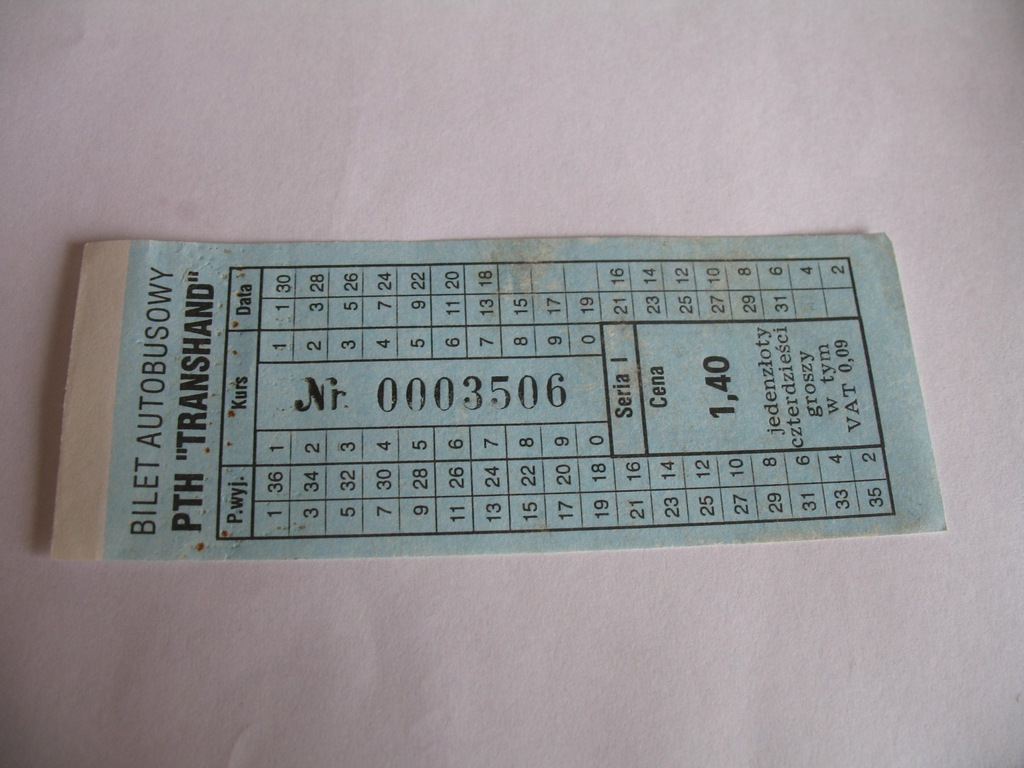 BILET AUTOBUSOWY
PTH "TRANSHAND"
P.wyj. Kurs Data
1 36 1 1 1 30
3 34 2 2 3 28
5 32 3 3 5 26
7 30 4 4 7 24
9 28 5 5 9 22
11 26 6 6 11 20
13 24 7 7 13 18
15 22 8 8 15
17 20 9 9 17
19 18 0 0 19
Nr 0003506
21 16 Seria I 21 16
23 14 Cena 23 14
25 12 25 12
27 10 1,40 27 10
29 8 jedenzłoty 29 8
31 6 czterdzieści 31 6
groszy
33 4 w tym 4
35 2 VAT 0,09 2